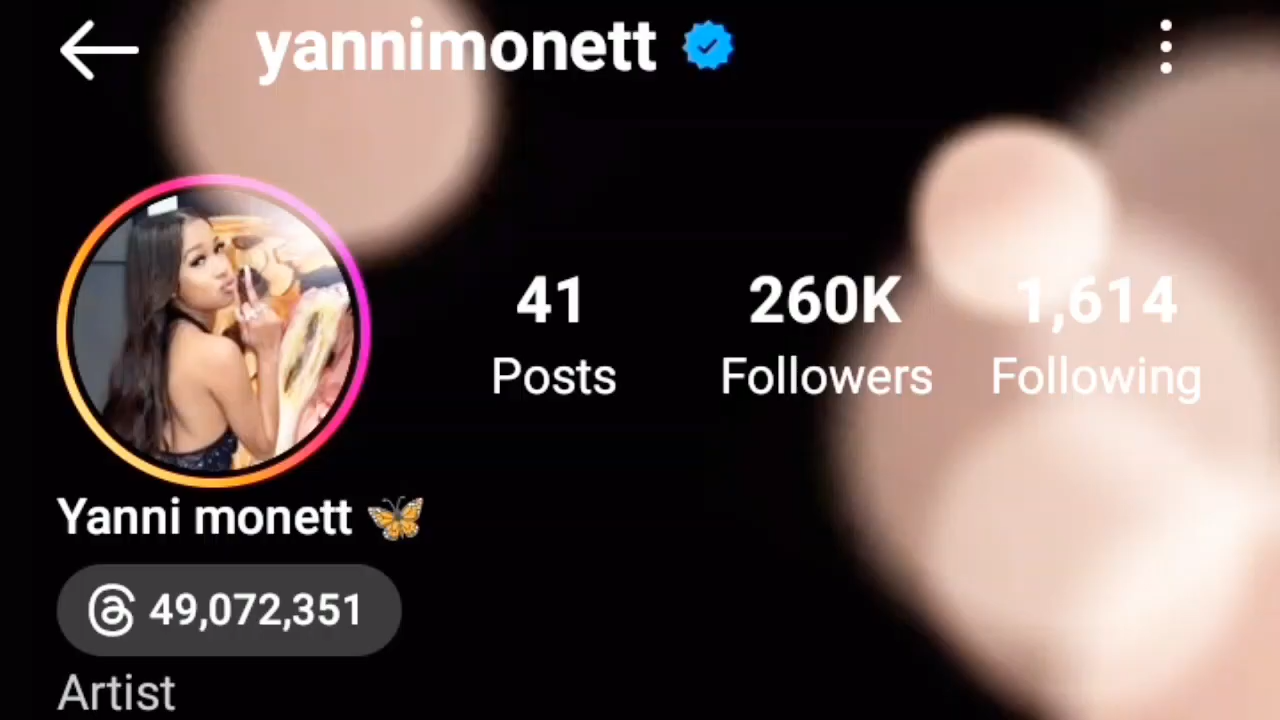 yannimonett
41 260K 1,614
Posts Followers Following
Yanni monett 🦋
49,072,351
Artist